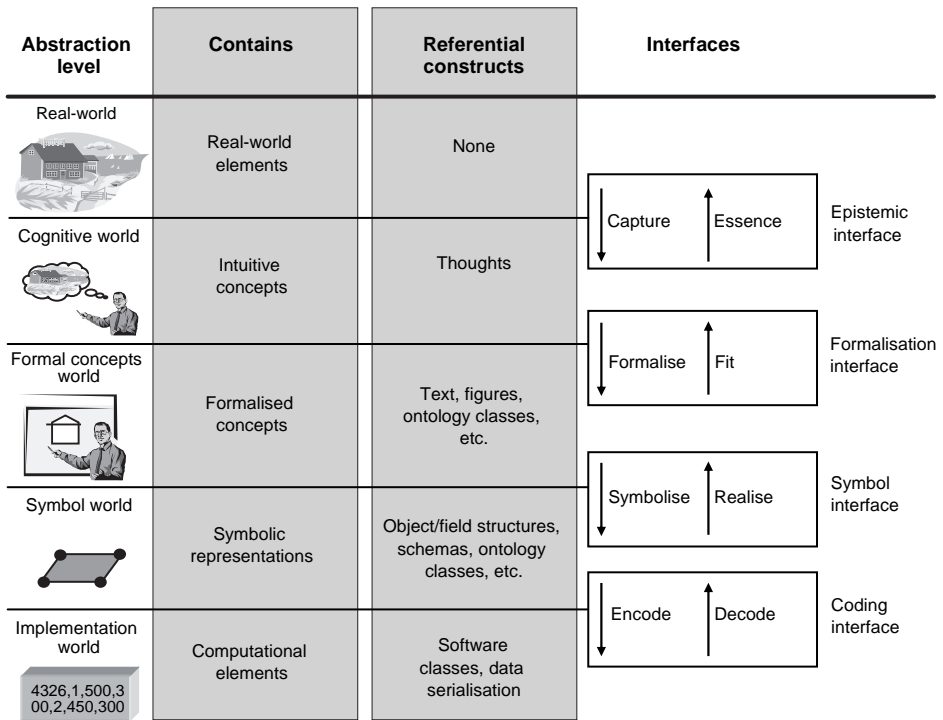 Abstraction
level
Contains
Referential
constructs
Interfaces
Real-world
Real-world
elements
None
Capture
Essence
Epistemic
interface
Cognitive world
Intuitive
concepts
Thoughts
Formalise
Fit
Formalisation
interface
Formal concepts
world
Formalised
concepts
Text, figures,
ontology classes,
etc.
Symbolise
Realise
Symbol
interface
Symbol world
Symbolic
representations
Object/field structures,
schemas, ontology
classes, etc.
Encode
Decode
Coding
interface
Implementation
world
4326,1,500,3
00,2,450,300
Computational
elements
Software
classes, data
serialisation